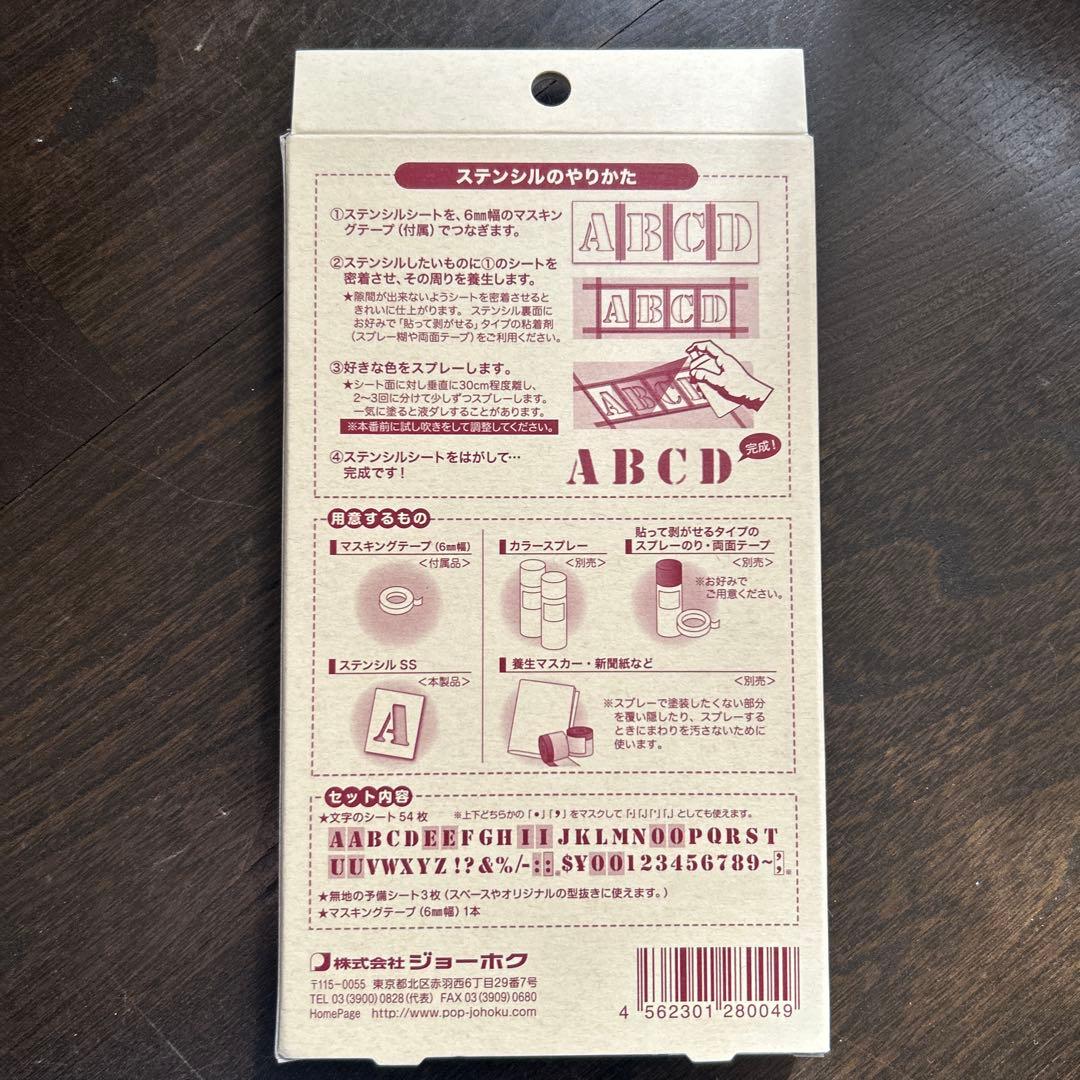 ステンシルのやりかた
①ステンシルシートを、6㎜幅のマスキン
グテープ(付属)でつなぎます。
ABCD
②ステンシルしたいものに①のシートを
密着させ、その周りを養生します。
★隙間が出来ないようシートを密着させると
きれいに仕上がります。ステンシル裏面に
お好みで「貼って剥がせる」タイプの粘着剤
(スプレー糊や両面テープ)をご利用ください。
ABCD
③好きな色をスプレーします。
★シート面に対し垂直に30cm程度離し、
2〜3回に分けて少しずつスプレーします。
一気に塗ると液ダレすることがあります。
※本番前に試し吹きをして調整してください。
ABCD
④ステンシルシートをはがして…
完成です!
ABCD
完成!
用意するもの
マスキングテープ(6㎜幅)
<付属品>
カラースプレー
<別売>
貼って剥がせるタイプの
スプレーのり・両面テープ
<別売>
※お好みで
ご用意ください。
ステンシル SS
<本製品>
A
養生マスカー・新聞紙など
<別売>
※スプレーで塗装したくない部分
を覆い隠したり、スプレーする
ときにまわりを汚さないために
使います。
セット内容
★文字のシート54枚 ※上下どちらかの「•」「❜」をマスクして「.」「,」「·」「'」としても使えます。
AABCDEEFGHIIJKLMNOOPQRST
UUVWXYZ!?&%/-::※$¥00123456789~;※
★無地の予備シート3枚(スペースやオリジナルの型抜きに使えます。)
★マスキングテープ(6㎜幅)1本
株式会社ジョーホク
〒115-0055 東京都北区赤羽西6丁目29番7号
TEL 03(3900)0828(代表) FAX 03(3909)0680
HomePage http://www.pop-johoku.com
4 562301 280049